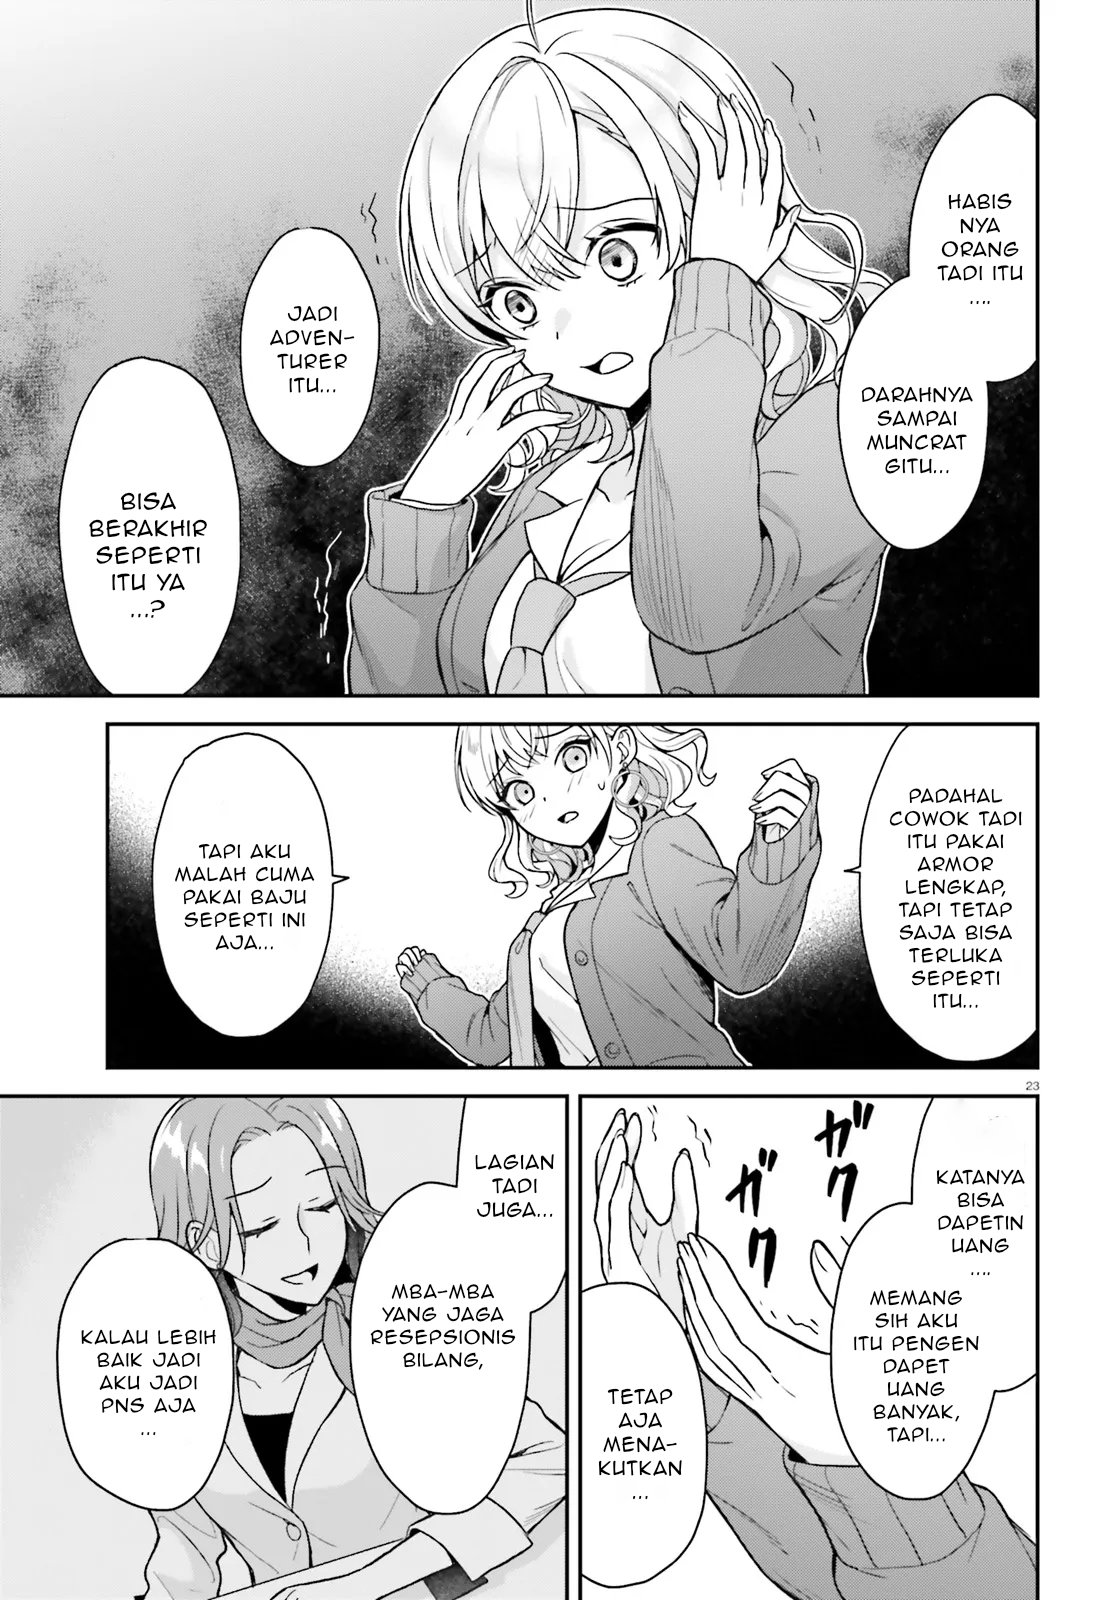 HABIS
NYA
ORANG
TADI ITU
....
DARAHNYA
SAMPAI
MUNCRAT
GITU...
JADI
ADVEN-
TURER
ITU...
BISA
BERAKHIR
SEPERTI
ITU YA
...?
PADAHAL
COWOK TADI
ITU PAKAI
ARMOR
LENGKAP,
TAPI TETAP
SAJA BISA
TERLUKA
SEPERTI
ITU...
TAPI AKU
MALAH CUMA
PAKAI BAJU
SEPERTI INI
AJA...
23
KATANYA
BISA
DAPETIN
UANG
....
MEMANG
SIH AKU
ITU PENGEN
DAPET
UANG
BANYAK,
TAPI...
ガク
ガク
TETAP
AJA
MENA-
KUTKAN
...
LAGIAN
TADI
JUGA...
MBA-MBA
YANG JAGA
RESEPSIONIS
BILANG,
KALAU LEBIH
BAIK JADI
AKU JADI
PNS AJA
...